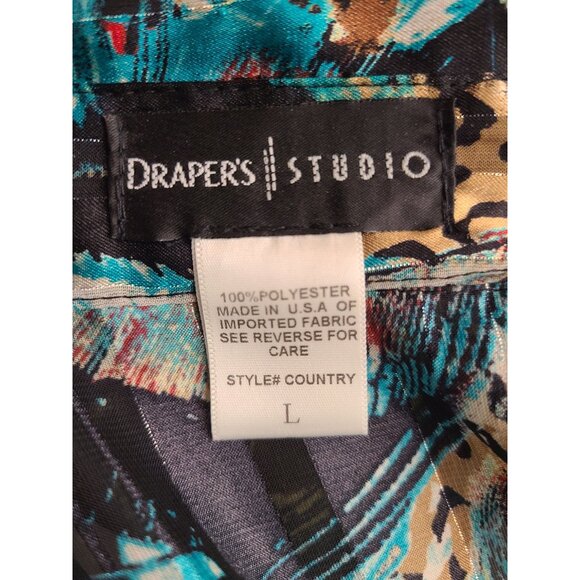 DRAPER'S STUDIO
100%POLYESTER
MADE IN U.S.A OF
IMPORTED FABRIC
SEE REVERSE FOR
CARE
STYLE# COUNTRY
L